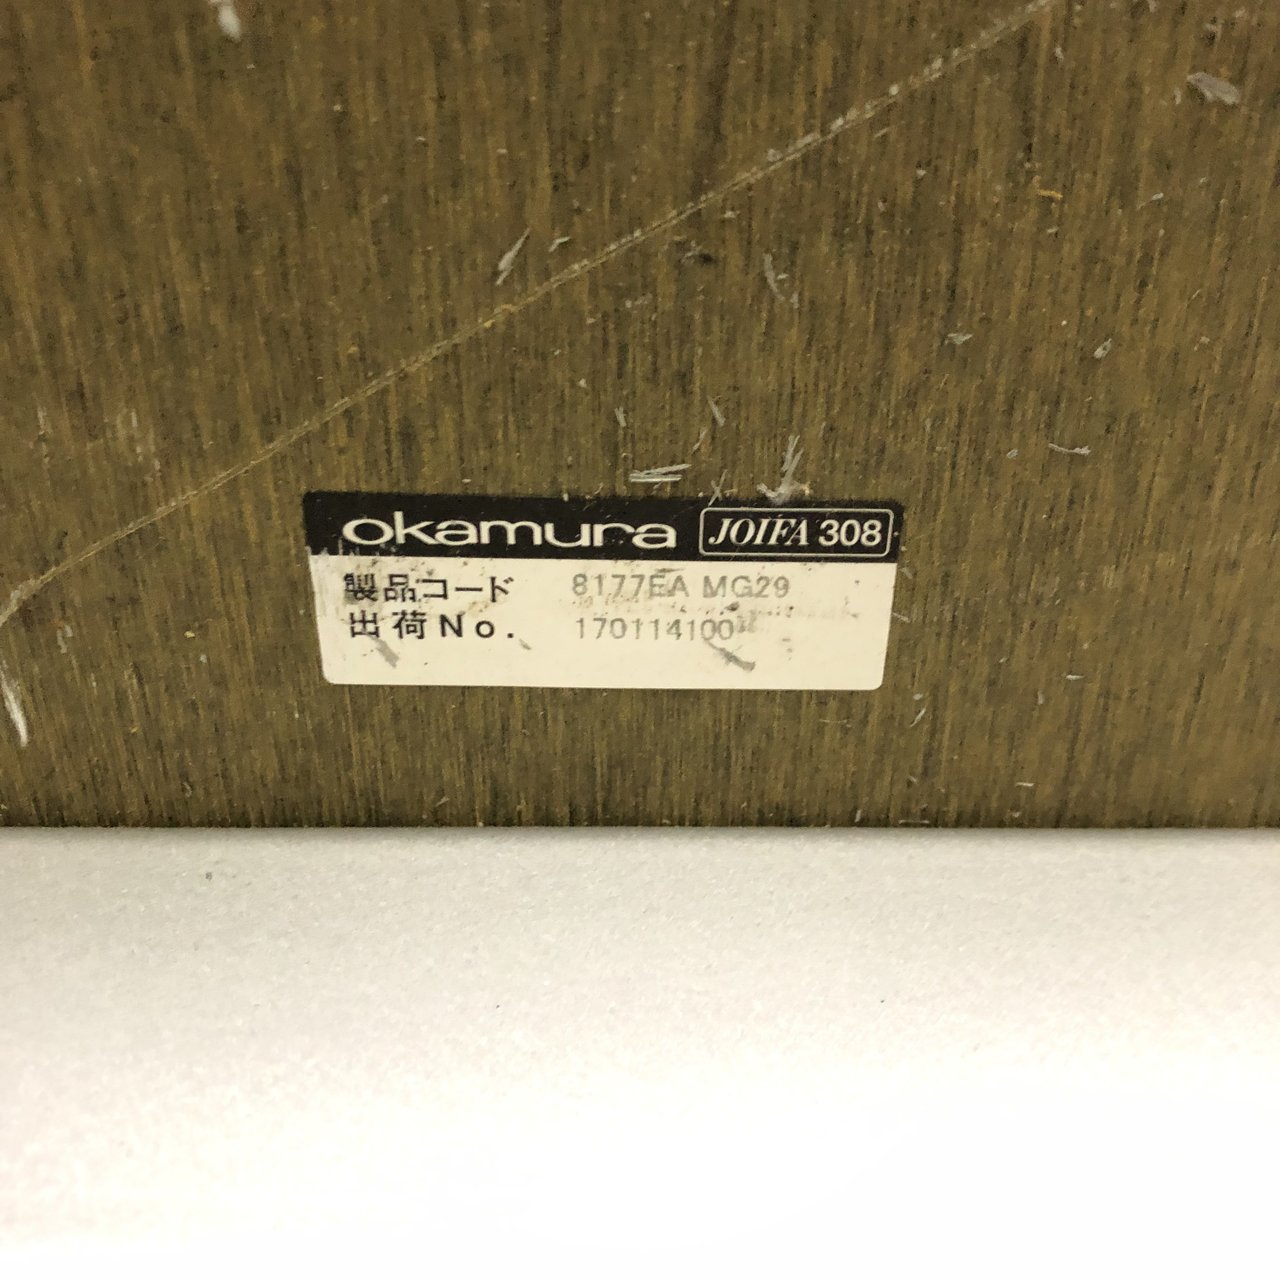 okamura JOIFA 308
製品コード 8177EA MG29
出荷No. 170114100